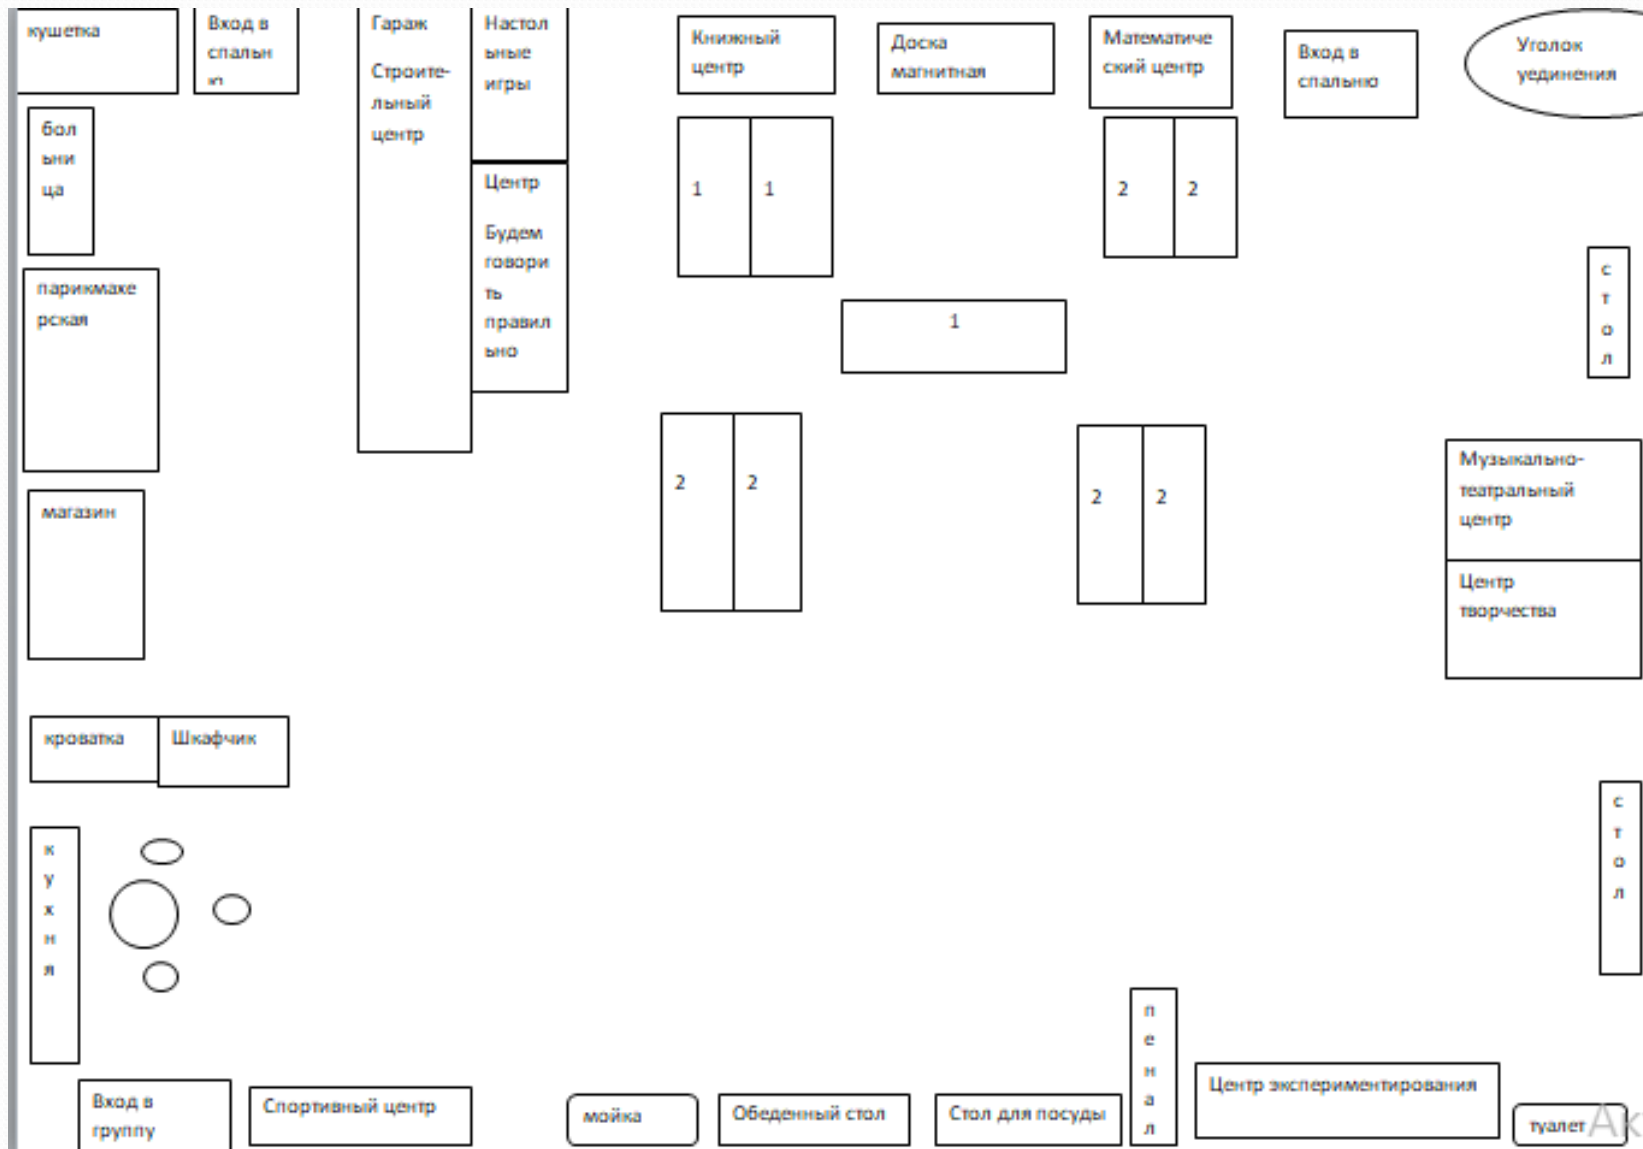 кушетка
Вход в
спальн
ю
Гараж
Строите-
льный
центр
Настол
ьные
игры
Книжный
центр
Доска
магнитная
Математиче
ский центр
Вход в
спальню
Уголок
уединения
бол
ьни
ца
Центр
Будем
говори
ть
правил
ьно
1
1
2
2
парикмахе
рская
с
т
о
л
1
2
2
2
2
магазин
Музыкально-
театральный
центр
Центр
творчества
кроватка
Шкафчик
к
у
х
н
я
с
т
о
л
п
е
н
а
л
Вход в
группу
Спортивный центр
мойка
Обеденный стол
Стол для посуды
Центр экспериментирования
туалет
Ак